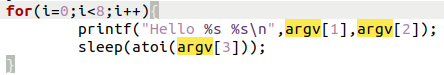 for(i=0;i<8;i++){
printf("Hello %s %s\n",argv[1],argv[2]);
sleep(atoi(argv[3]));
}